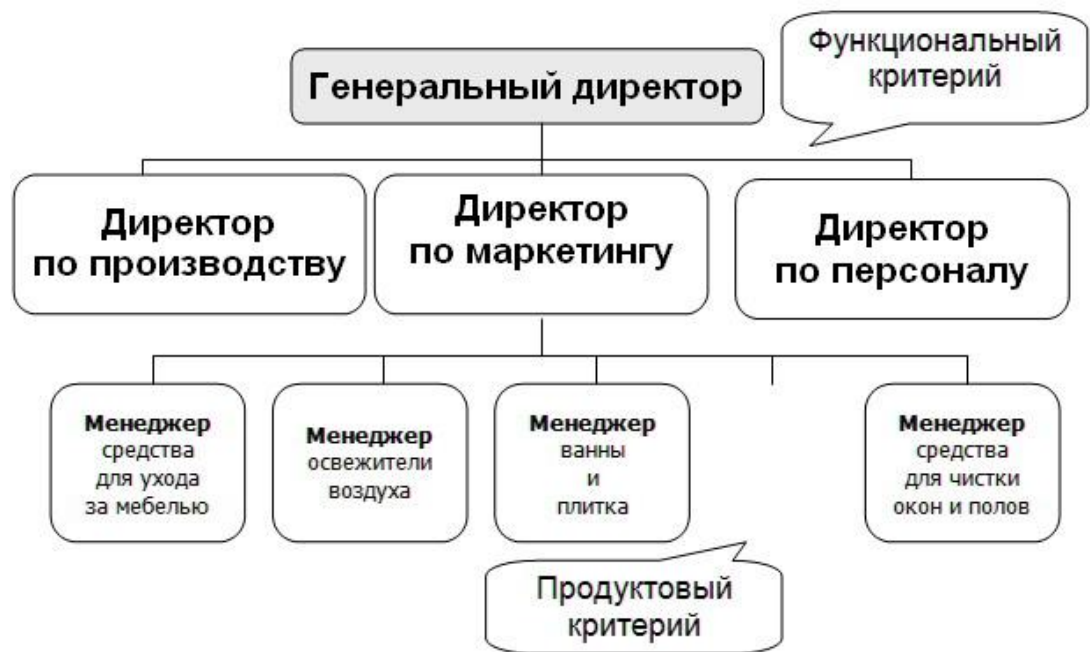 Функциональный
критерий
Генеральный директор
Директор
по производству
Директор
по маркетингу
Директор
по персоналу
Менеджер
средства
для ухода
за мебелью
Менеджер
освежители
воздуха
Менеджер
ванны
и
плитка
Менеджер
средства
для чистки
окон и полов
Продуктовый
критерий